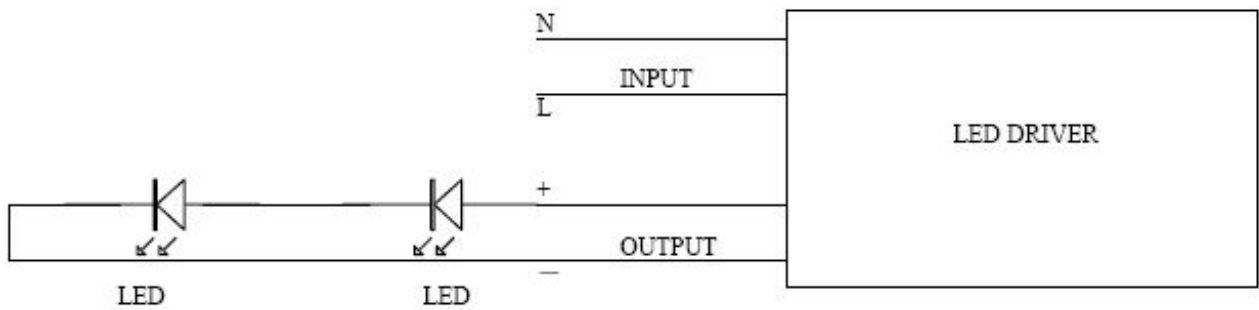 N
INPUT
L
LED DRIVER
+
OUTPUT
—
LED LED